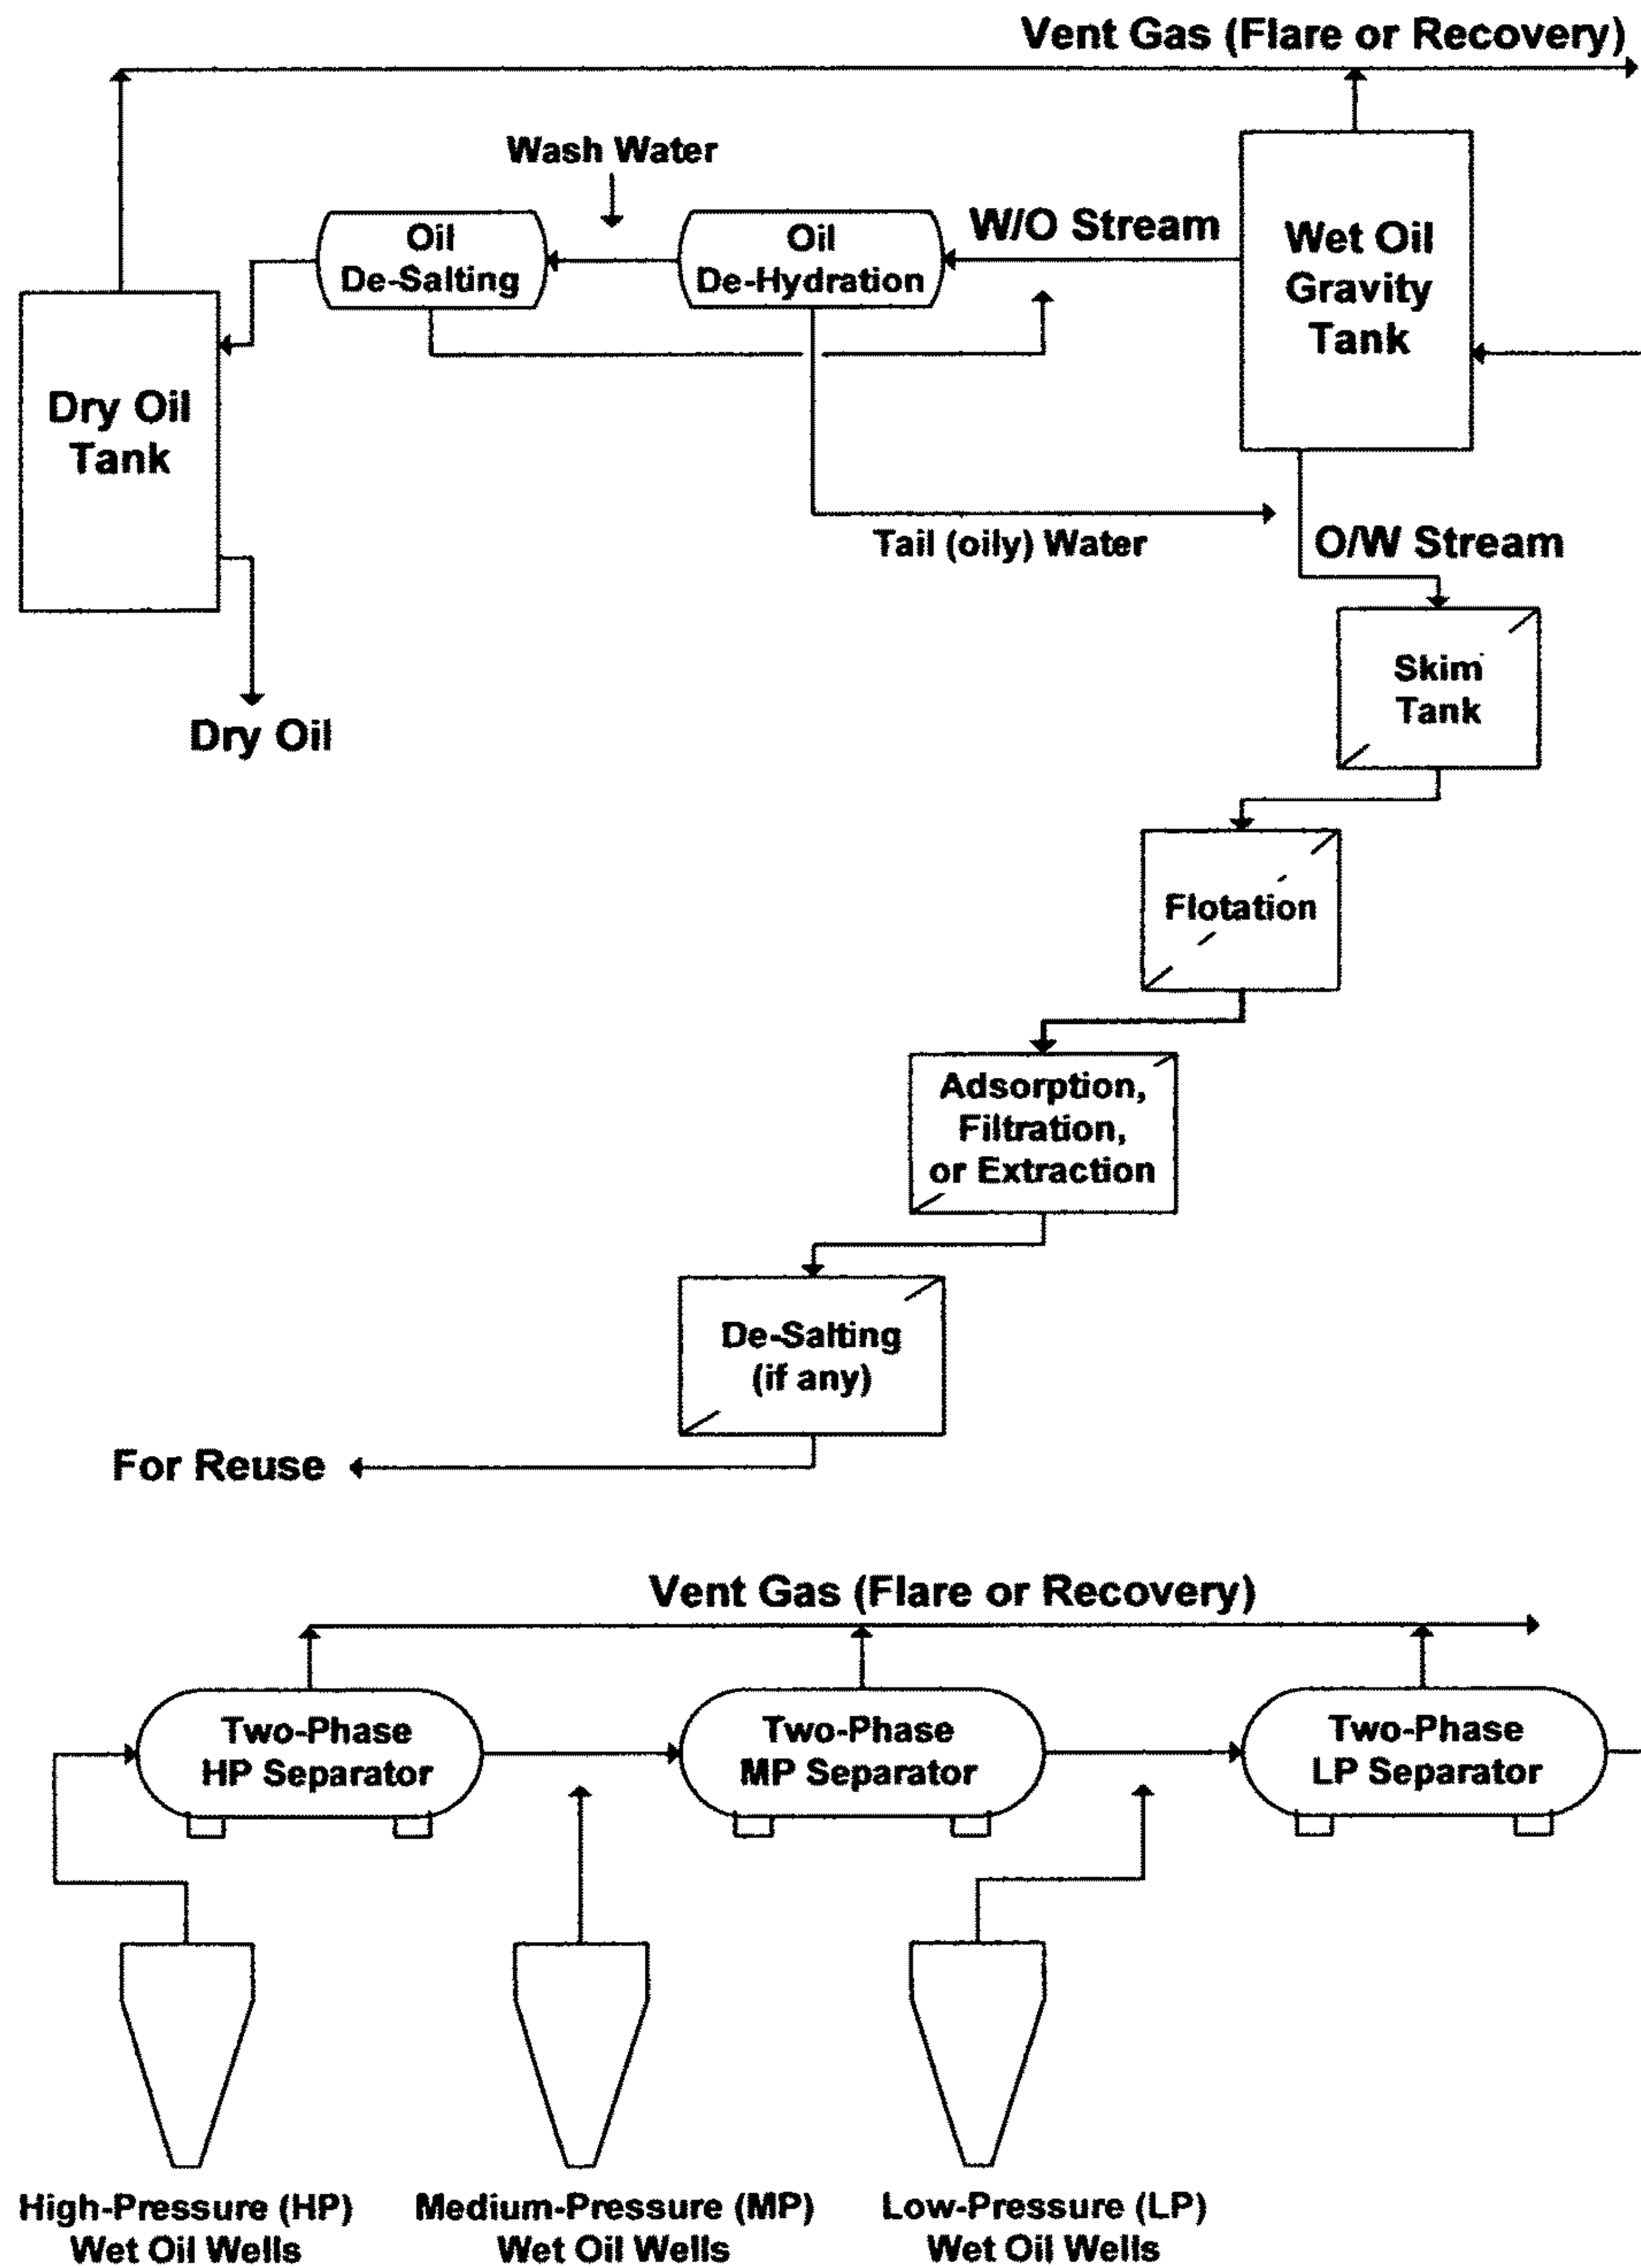 Vent Gas (Flare or Recovery)
Wash Water
Oil
De-Salting
Oil
De-Hydration
W/O Stream
Wet Oil
Gravity
Tank
Dry Oil
Tank
Tail (oily) Water
O/W Stream
Dry Oil
Skim
Tank
Flotation
Adsorption,
Filtration,
or Extraction
De-Salting
(if any)
For Reuse
Vent Gas (Flare or Recovery)
Two-Phase
HP Separator
Two-Phase
MP Separator
Two-Phase
LP Separator
High-Pressure (HP)
Wet Oil Wells
Medium-Pressure (MP)
Wet Oil Wells
Low-Pressure (LP)
Wet Oil Wells